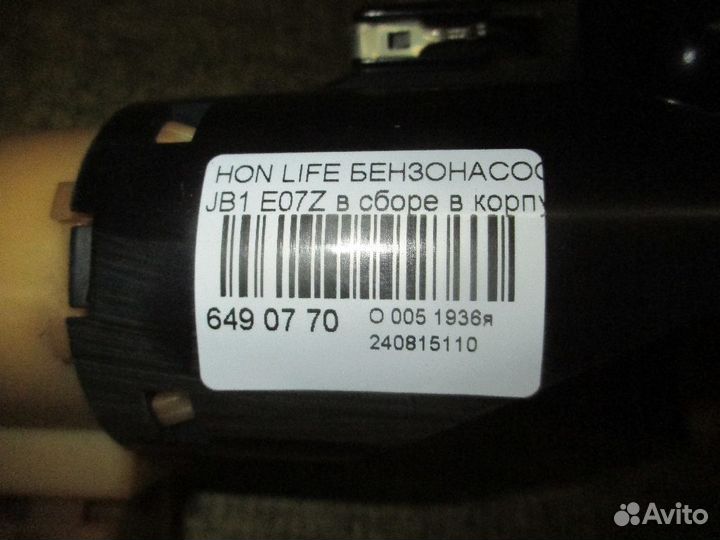 HON LIFE БЕНЗОНАСОС
JB1 E07Z в сборе в корпу
649 07 70
О 005 1936я
240815110
Avito